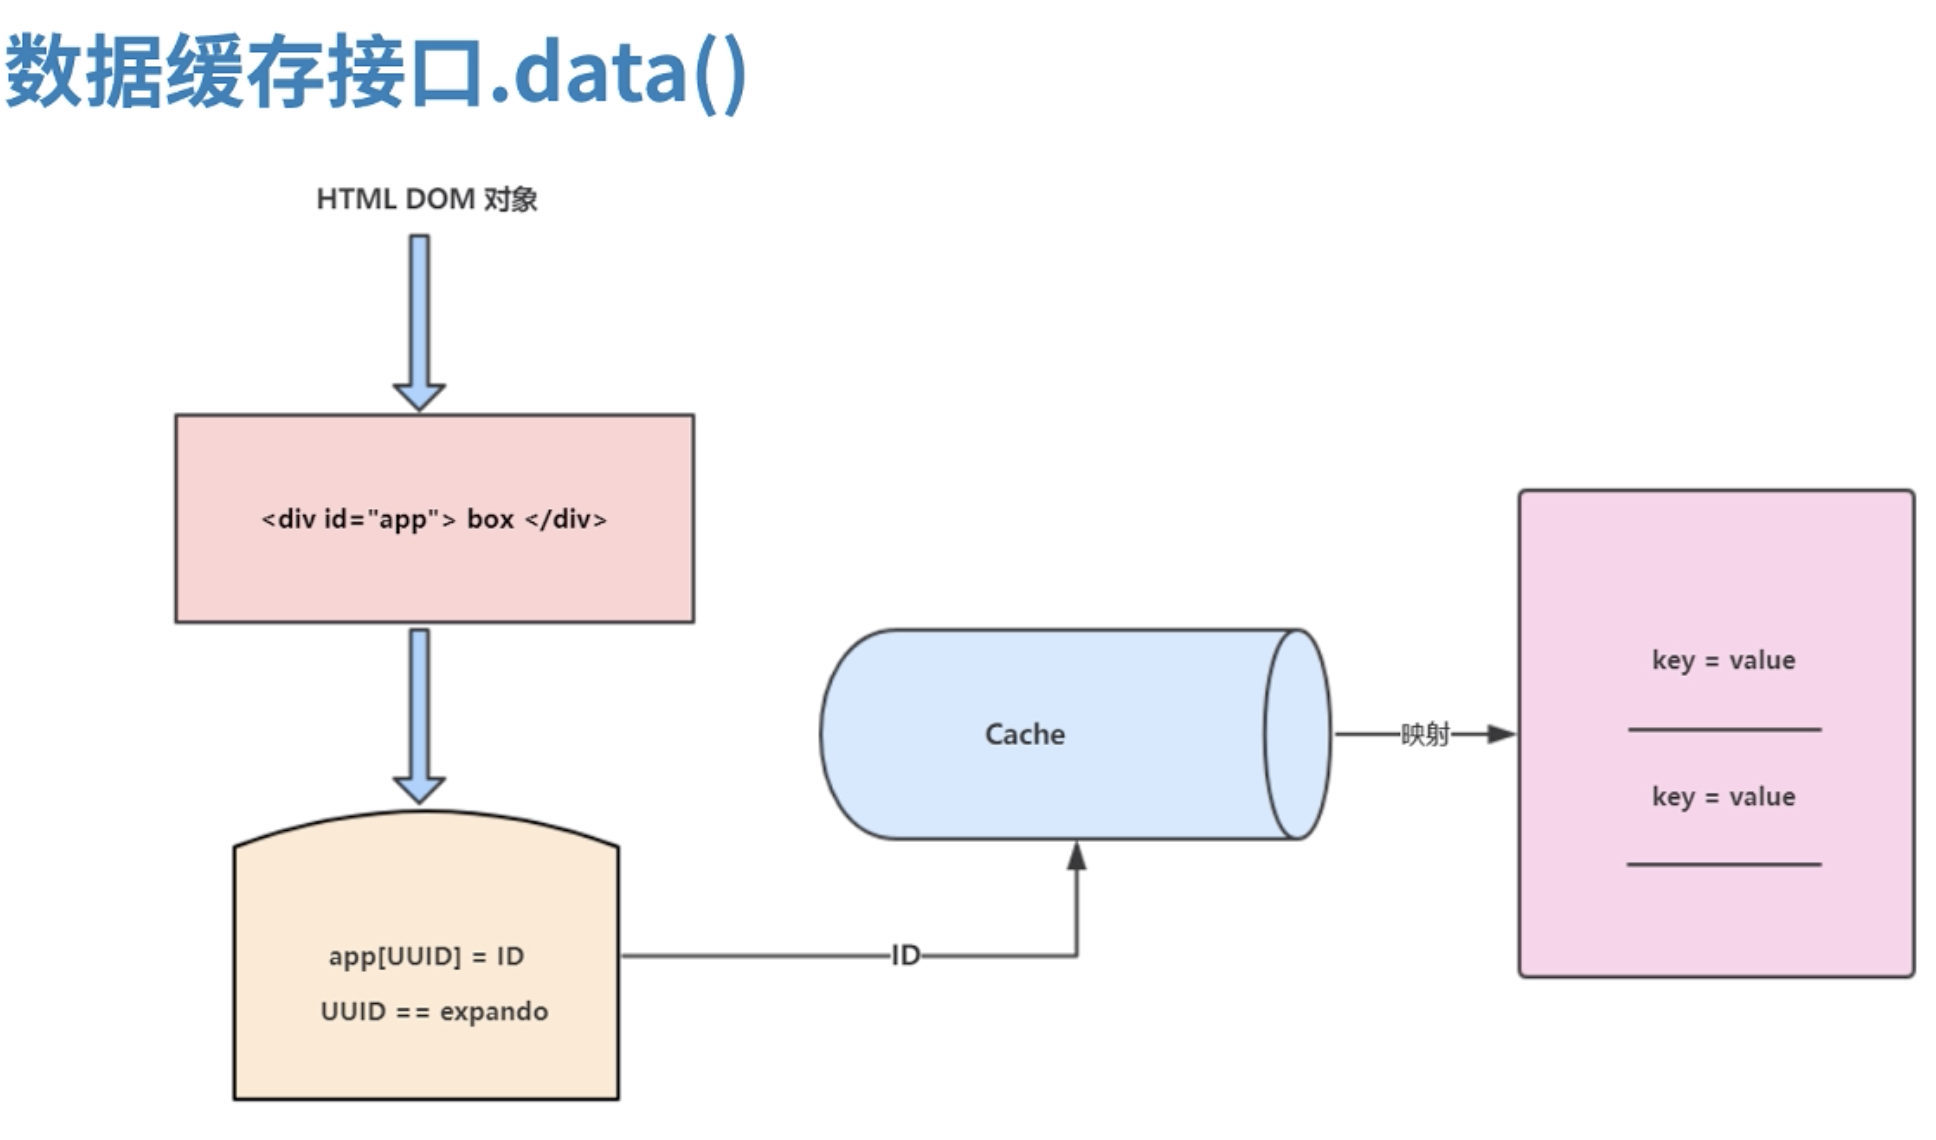 数据缓存接口.data()
HTML DOM 对象
<div id="app"> box </div>
app[UUID] = ID
UUID == expando
ID
Cache
映射
key = value
key = value